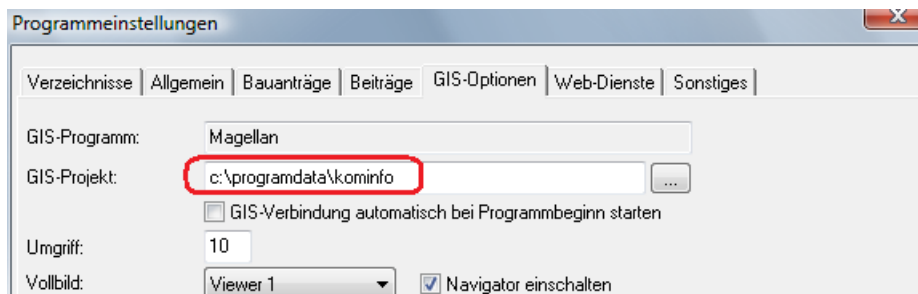 Programmeinstellungen
Verzeichnisse Allgemein Bauanträge Beiträge GIS-Optionen Web-Dienste Sonstiges
GIS-Programm: Magellan
GIS-Projekt: c:\programdata\kominfo ...
GIS-Verbindung automatisch bei Programmbeginn starten
Umgriff: 10
Vollbild: Viewer 1 Navigator einschalten